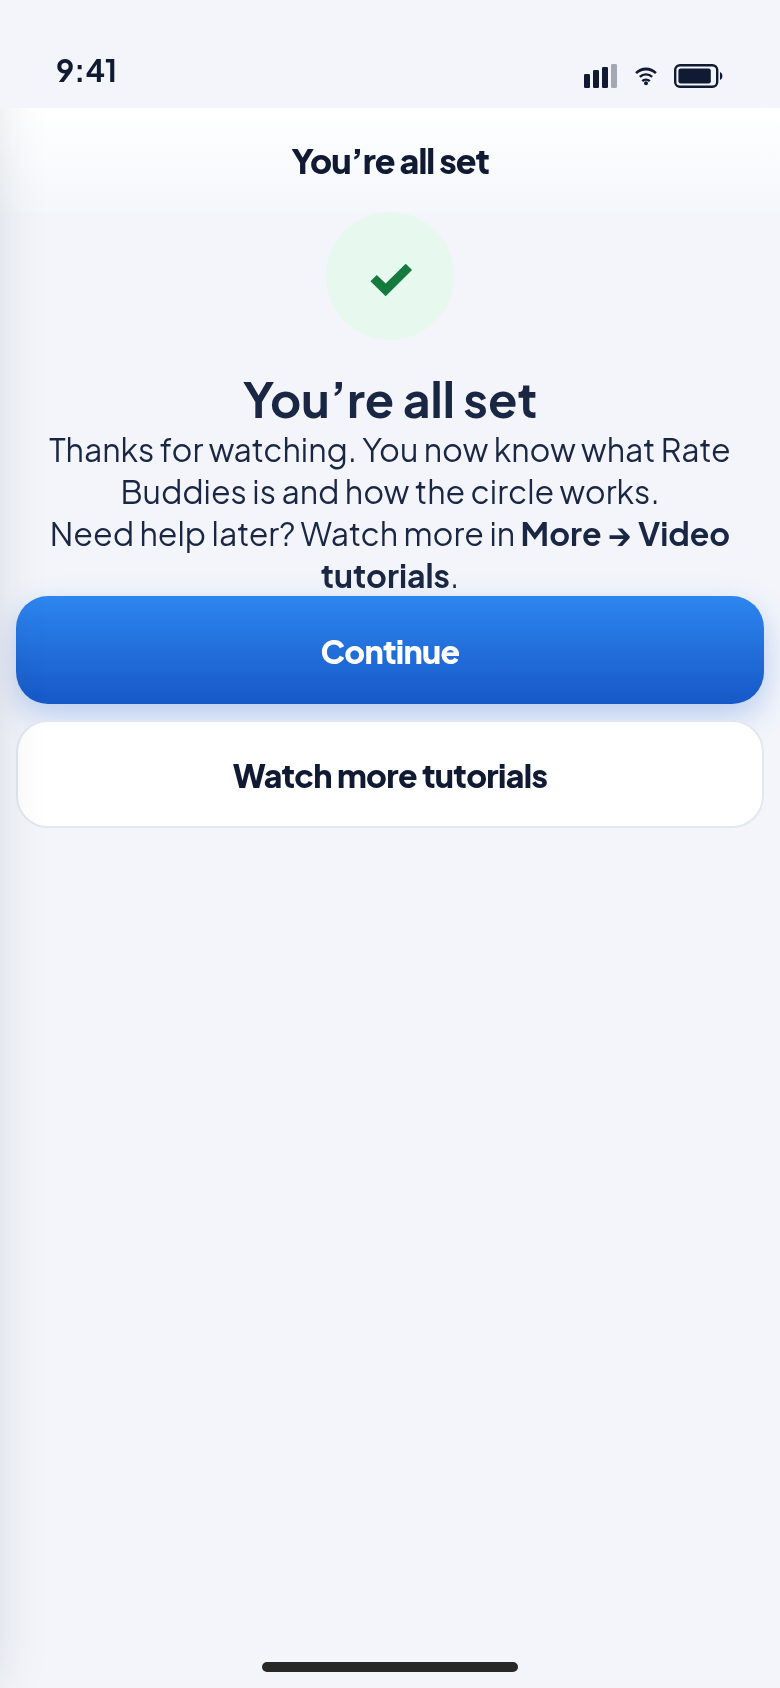 9:41
You’re all set
You’re all set
Thanks for watching. You now know what Rate
Buddies is and how the circle works.
Need help later? Watch more in More → Video
tutorials.
Continue
Watch more tutorials